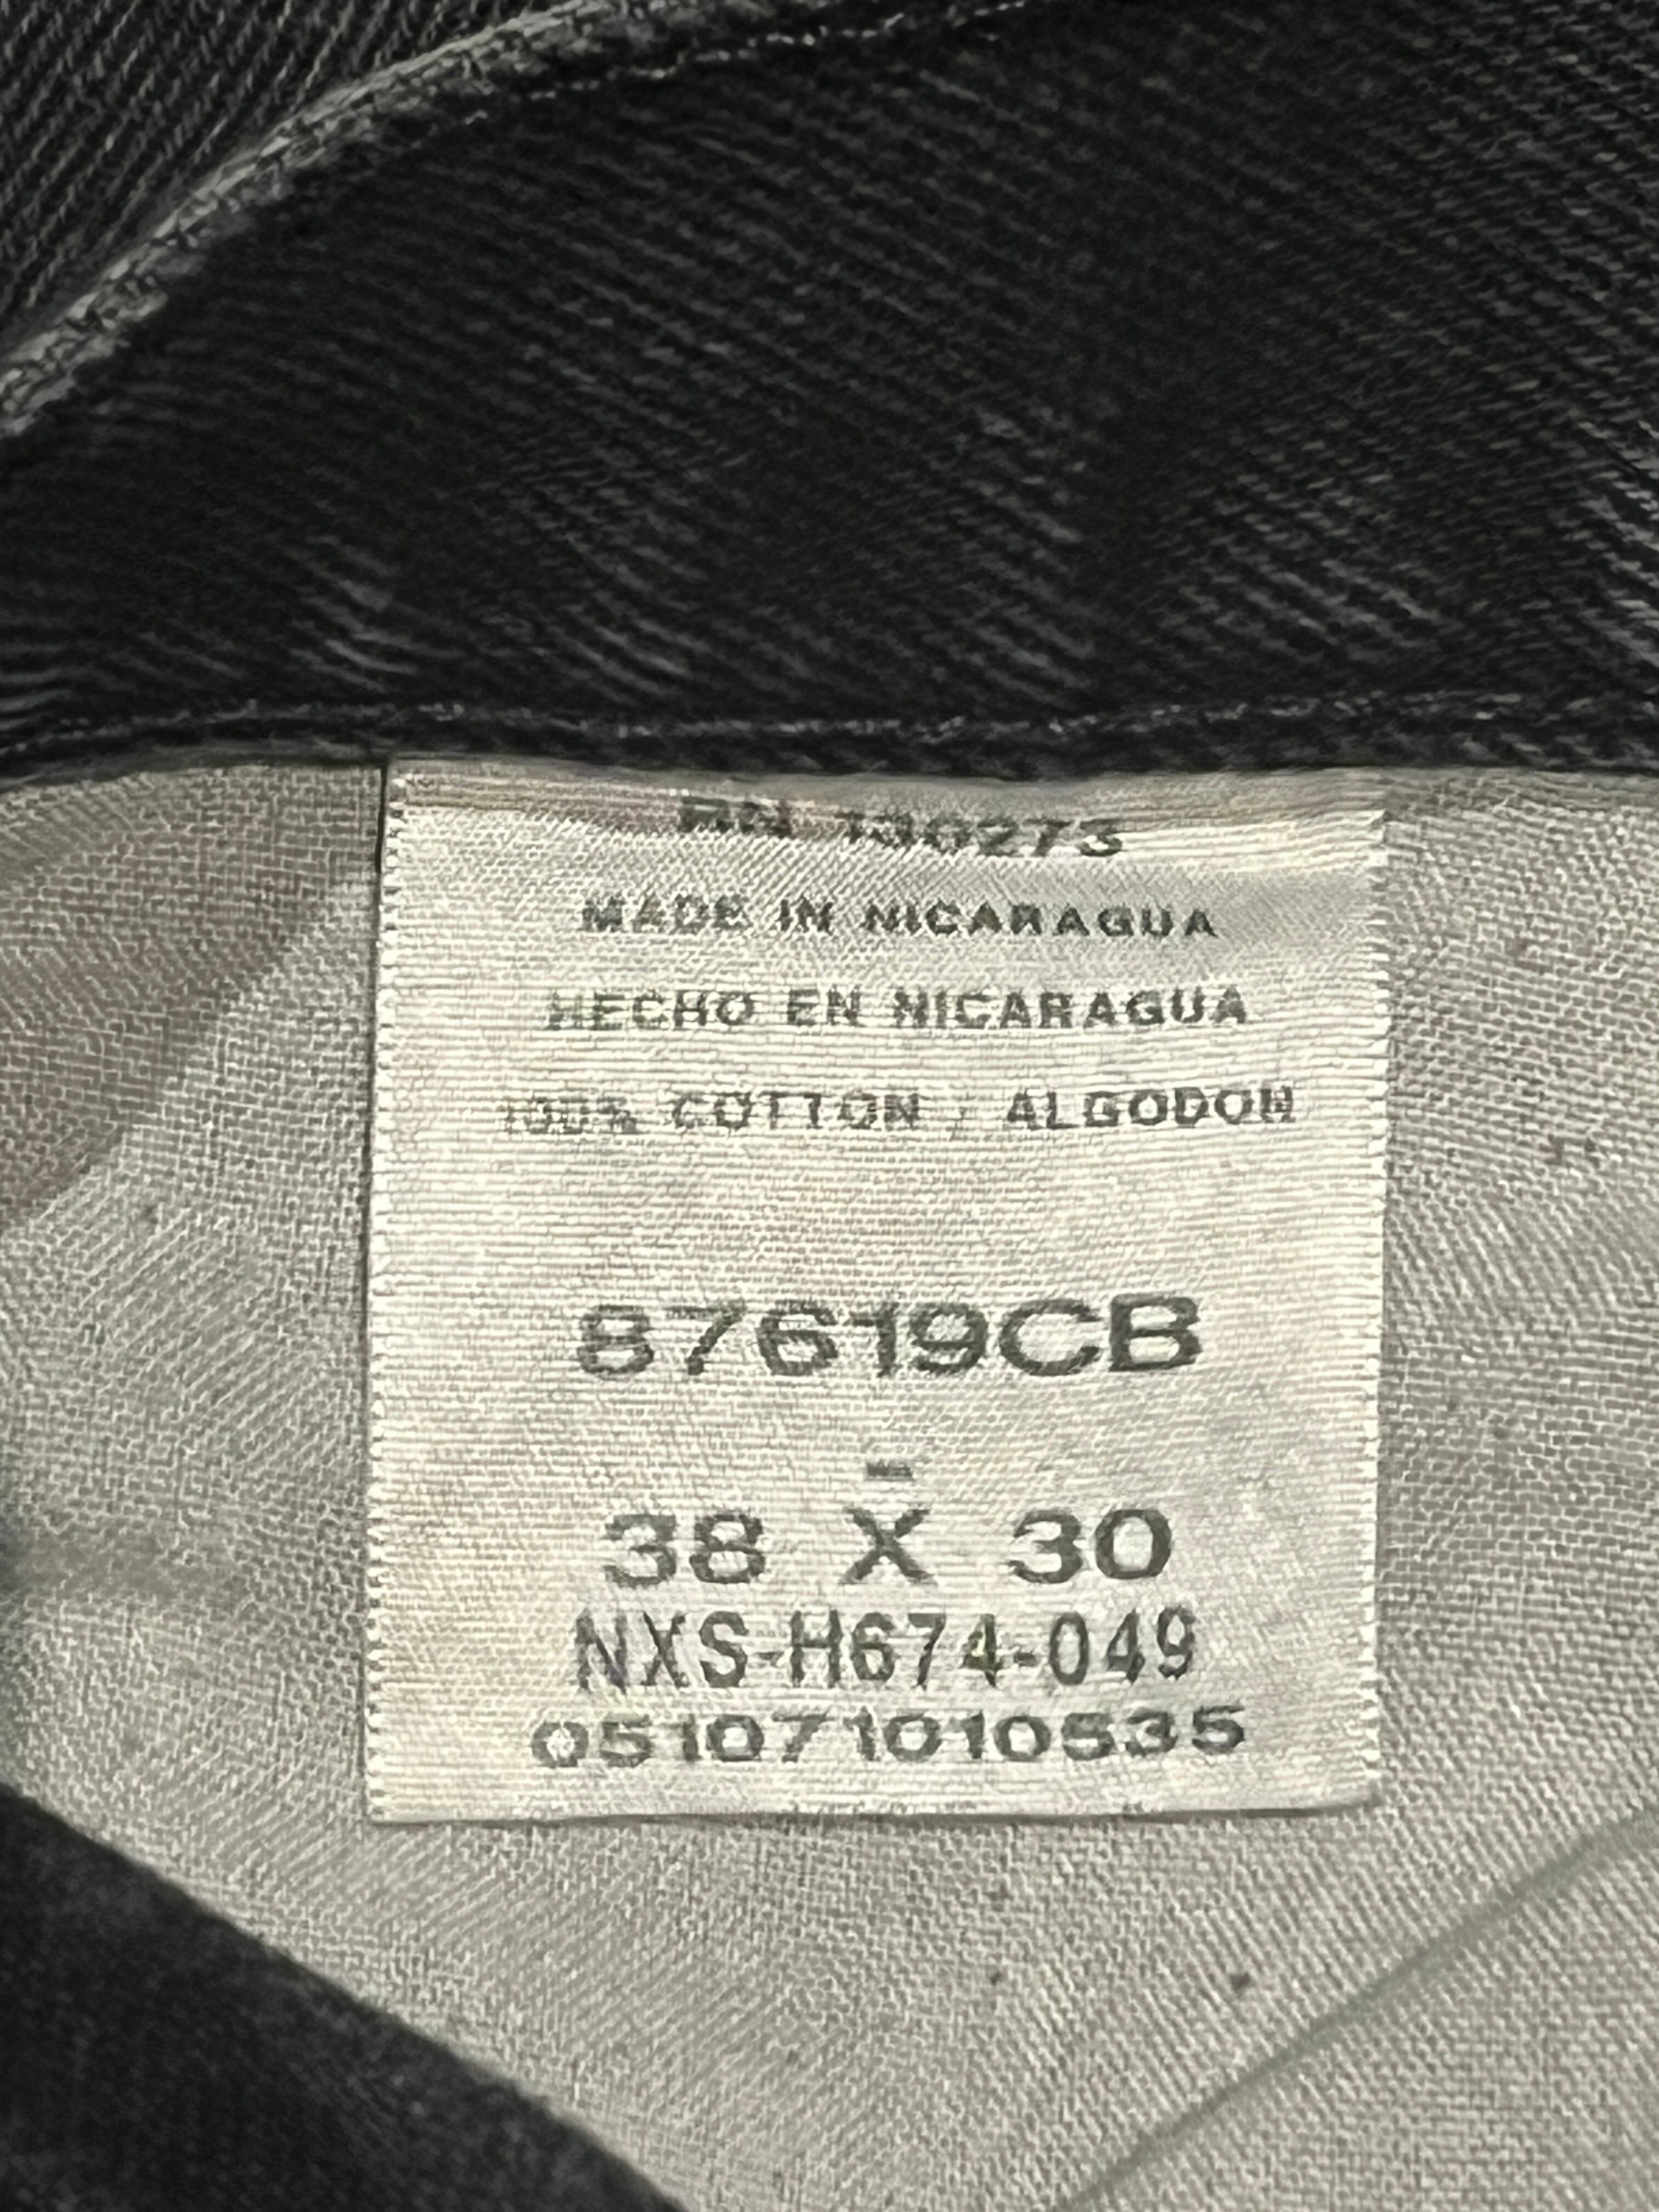 RN 130273
MADE IN NICARAGUA
HECHO EN NICARAGUA
100% COTTON / ALGODON
87619CB
-
38 X 30
NXS-H674-049
051071010535